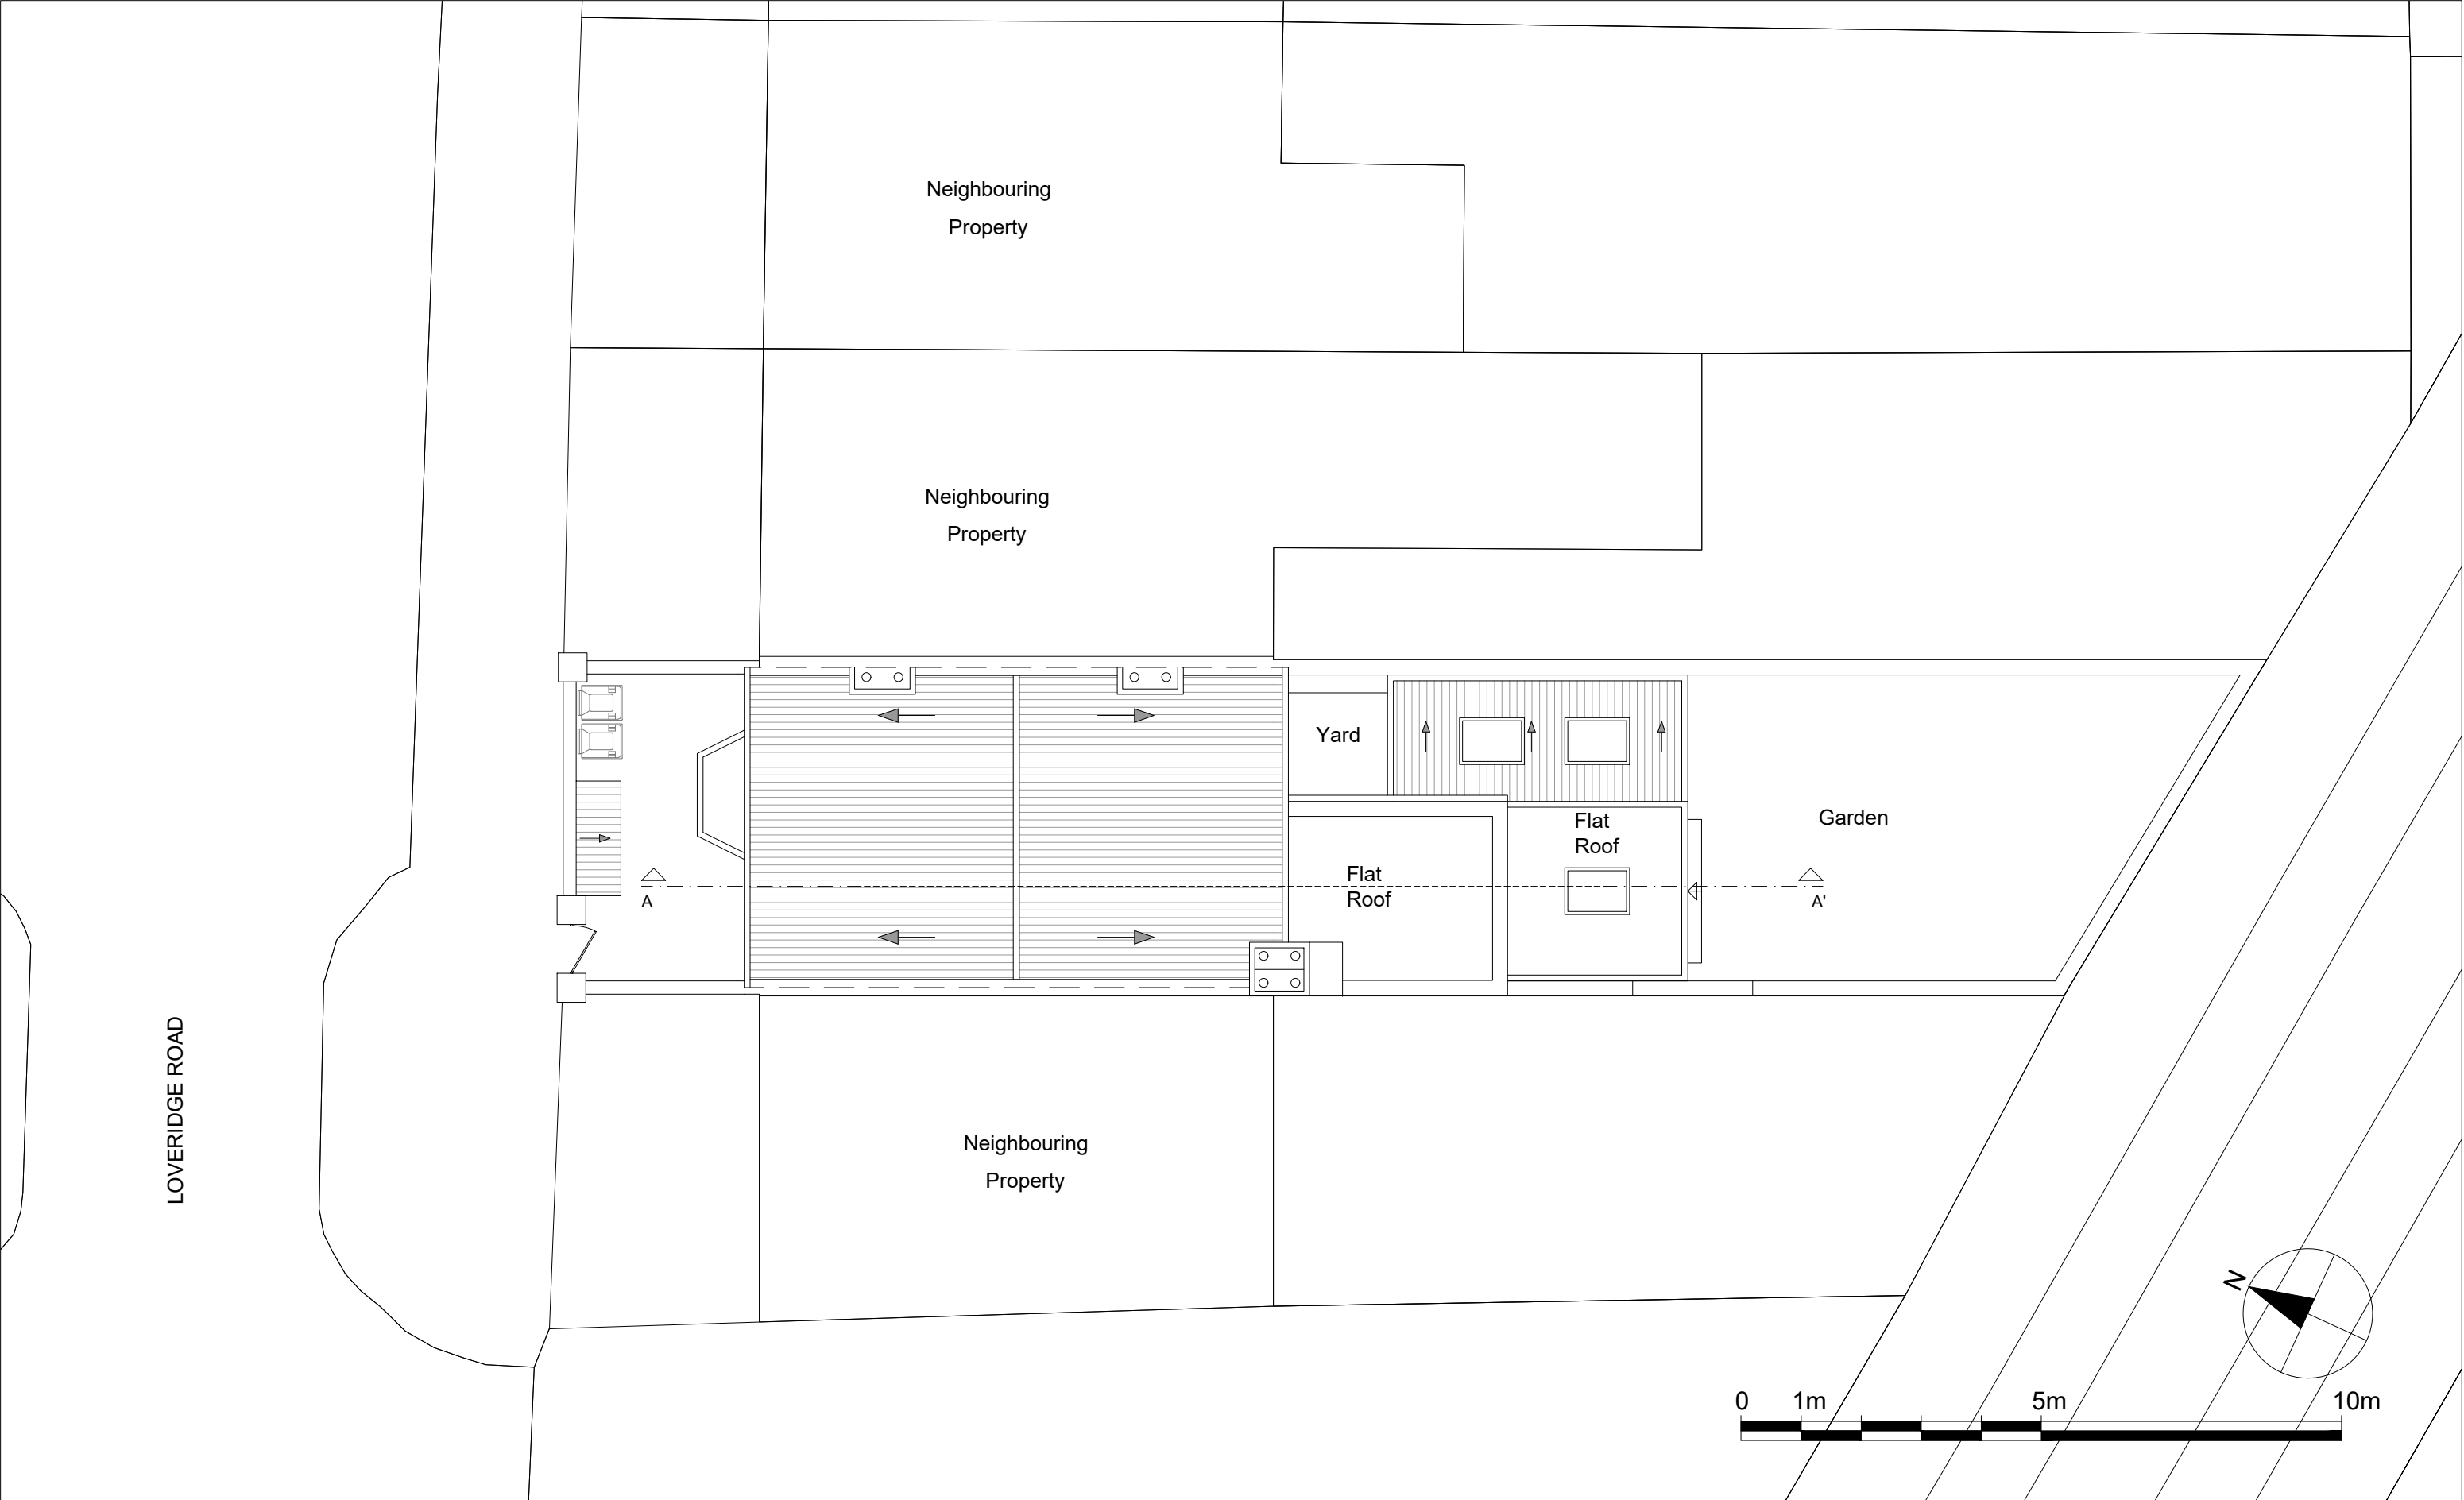 Neighbouring
Property
Neighbouring
Property
Yard
Flat
Roof
Garden
Flat
Roof
A
A'
LOVERIDGE ROAD
Neighbouring
Property
N
0 1m 5m 10m